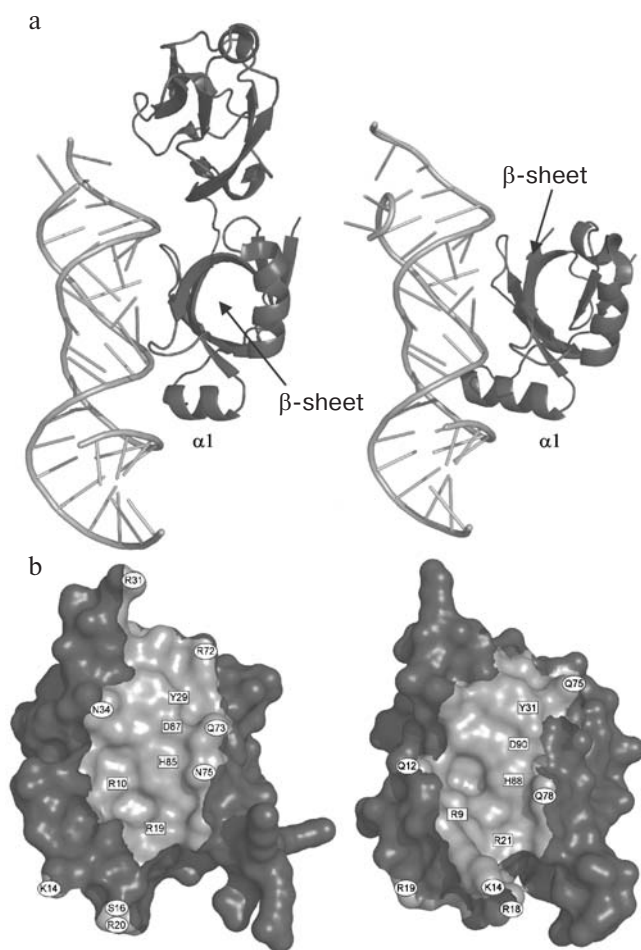 a
β-sheet
β-sheet
α1
α1
b
R31
R72
Y29
N34
D87
Q73
H85
N75
R10
R19
K14
S16
R20
Q75
Y31
D90
Q12
H88
Q78
R9
R21
R19
K14
R18